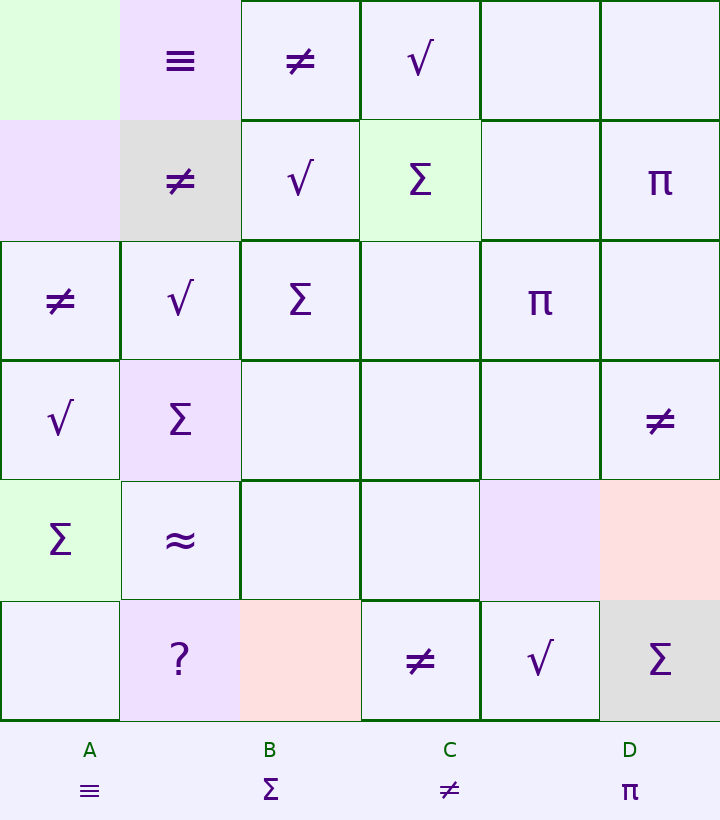 ≡ ≠ √
≠ √ Σ π
≠ √ Σ π
√ Σ ≠
Σ ≈
? ≠ √ Σ
A B C D
≡ Σ ≠ π